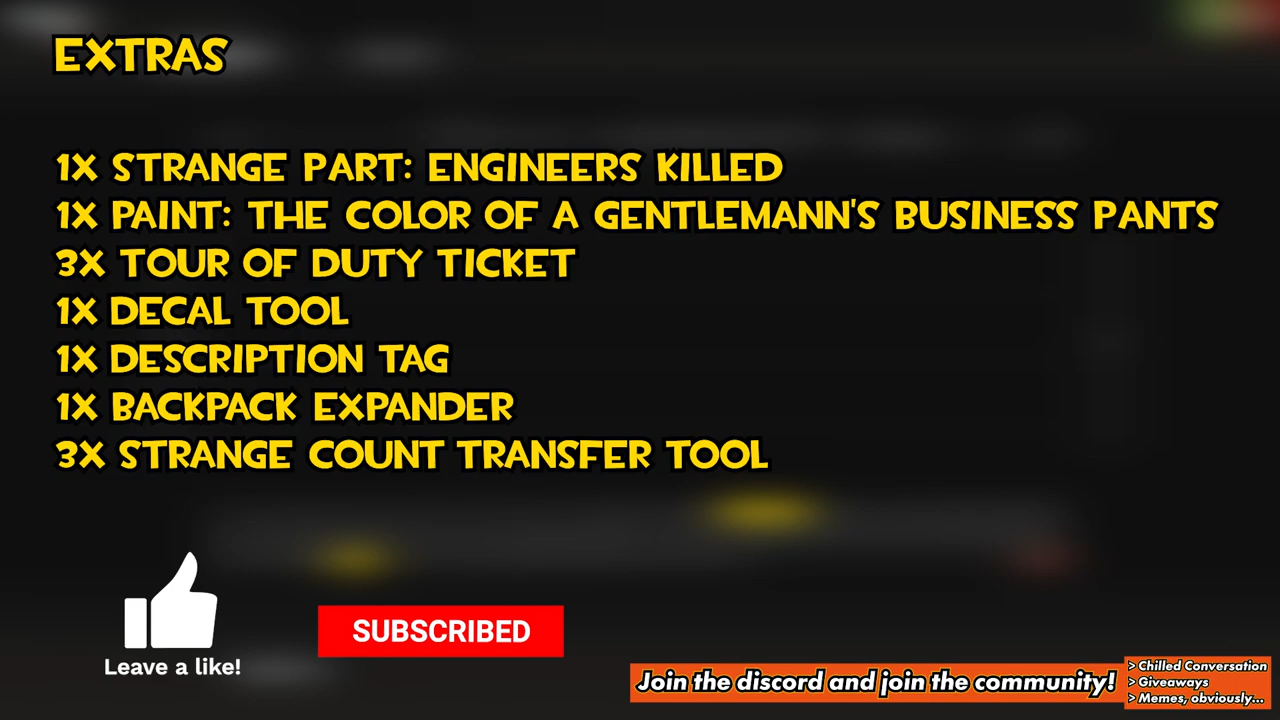 EXTRAS
1X STRANGE PART: ENGINEERS KILLED
1X PAINT: THE COLOR OF A GENTLEMANN'S BUSINESS PANTS
3X TOUR OF DUTY TICKET
1X DECAL TOOL
1X DESCRIPTION TAG
1X BACKPACK EXPANDER
3X STRANGE COUNT TRANSFER TOOL
SUBSCRIBED
Leave a like!
Join the discord and join the community!
> Chilled Conversation
> Giveaways
> Memes, obviously...